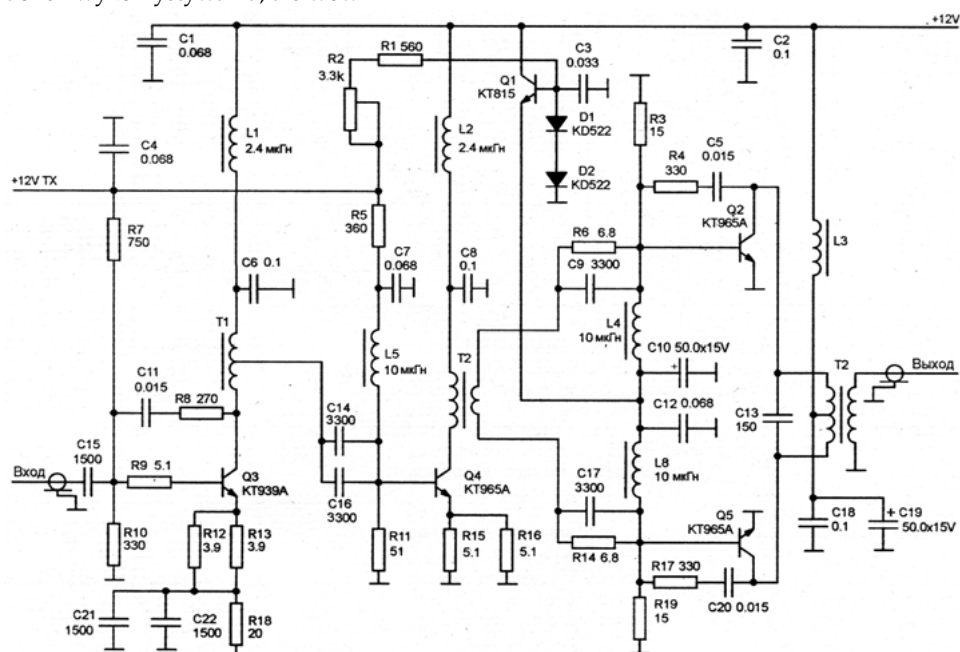 +12V
C1
0.068
R1 560
R2
3.3k
C3
0.033
Q1
KT815
C2
0.1
D1
KD522
D2
KD522
R3
15
L1
2.4 мкГн
L2
2.4 мкГн
C4
0.068
R4
330
C5
0.015
+12V TX
Q2
KT965A
R7
750
R5
360
R6 6.8
C9 3300
L3
C6 0.1
C7
0.068
C8
0.1
T1
L5
10 мкГн
T2
L4
10 мкГн
C10 50.0x15V
+
T2
Выход
C11
0.015
R8 270
C12 0.068
C13
150
C14
3300
C15
1500
Вход
R9 5.1
Q3
KT939A
C16
3300
Q4
KT965A
C17
3300
L8
10 мкГн
Q5
KT965A
C18
0.1
+ C19
50.0x15V
R10
330
R12
3.9
R13
3.9
R11
51
R15
5.1
R16
5.1
R14 6.8
R17 330
C20 0.015
R19
15
C21
1500
C22
1500
R18
20